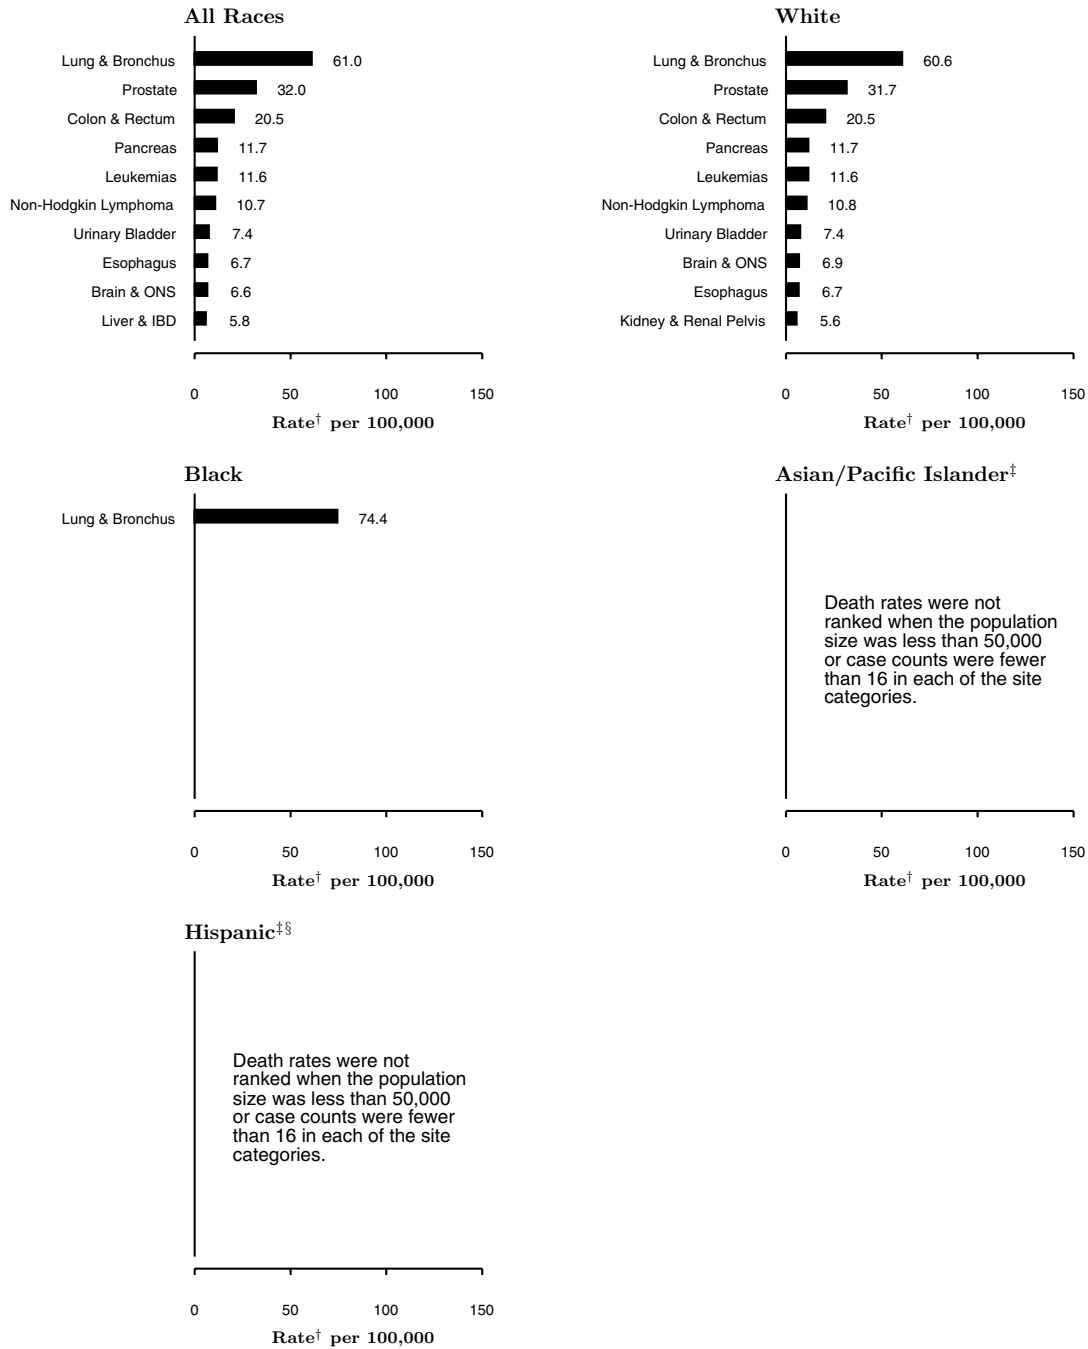 All Races
Lung & Bronchus 61.0
Prostate 32.0
Colon & Rectum 20.5
Pancreas 11.7
Leukemias 11.6
Non-Hodgkin Lymphoma 10.7
Urinary Bladder 7.4
Esophagus 6.7
Brain & ONS 6.6
Liver & IBD 5.8
0 50 100 150
Rate† per 100,000
White
Lung & Bronchus 60.6
Prostate 31.7
Colon & Rectum 20.5
Pancreas 11.7
Leukemias 11.6
Non-Hodgkin Lymphoma 10.8
Urinary Bladder 7.4
Brain & ONS 6.9
Esophagus 6.7
Kidney & Renal Pelvis 5.6
0 50 100 150
Rate† per 100,000
Black
Lung & Bronchus 74.4
0 50 100 150
Rate† per 100,000
Asian/Pacific Islander‡
Death rates were not
ranked when the population
size was less than 50,000
or case counts were fewer
than 16 in each of the site
categories.
0 50 100 150
Rate† per 100,000
Hispanic‡§
Death rates were not
ranked when the population
size was less than 50,000
or case counts were fewer
than 16 in each of the site
categories.
0 50 100 150
Rate† per 100,000